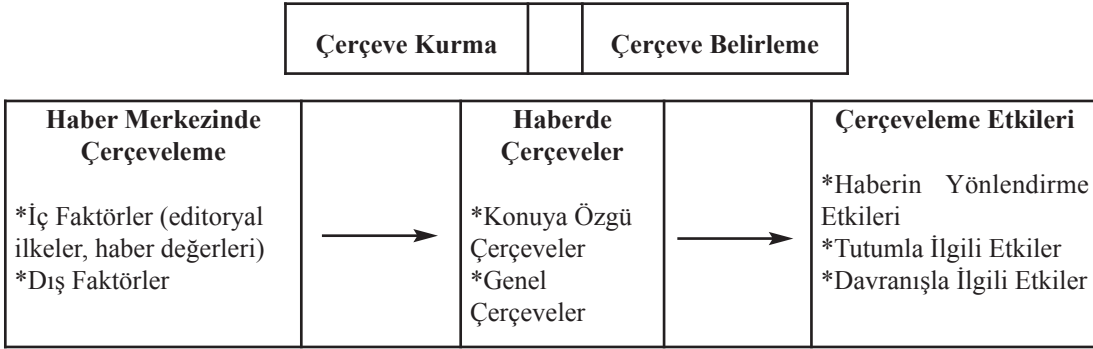 Çerçeve Kurma
Çerçeve Belirleme
Haber Merkezinde
Çerçeveleme
*İç Faktörler (editoryal
ilkeler, haber değerleri)
*Dış Faktörler
Haberde
Çerçeveler
*Konuya Özgü
Çerçeveler
*Genel
Çerçeveler
Çerçeveleme Etkileri
*Haberin Yönlendirme
Etkileri
*Tutumla İlgili Etkiler
*Davranışla İlgili Etkiler